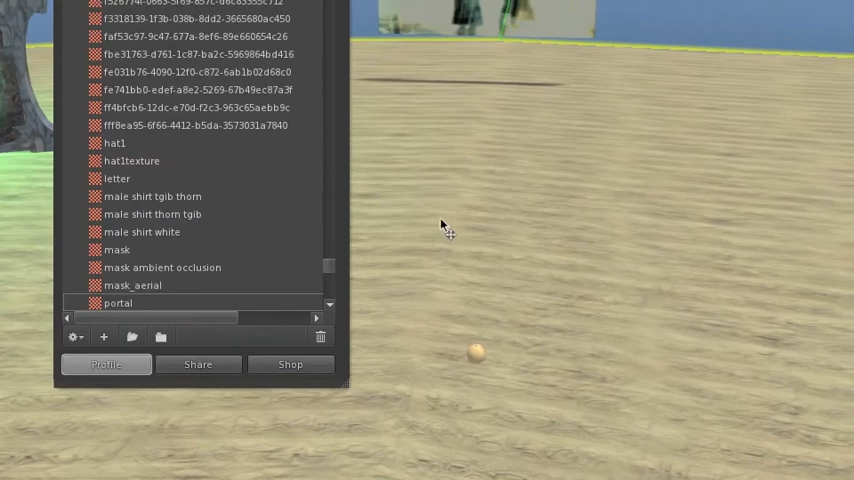 f3318139-1f3b-038b-8dd2-3665680ac450
faf53c97-9c47-677a-8ef6-89e660654c26
fbe31763-d761-1c87-ba2c-5969864bd416
fe031b76-4090-12f0-c872-6ab1b02d68c0
fe741bb0-edef-a8e2-5269-67b49ec87a3f
ff4bfcb6-12dc-e70d-f2c3-963c65aebb9c
fff8ea95-6f66-4412-b5da-3573031a7840
hat1
hat1texture
letter
male shirt tgib thorn
male shirt thorn tgib
male shirt white
mask
mask ambient occlusion
mask_aerial
portal
Profile
Share
Shop